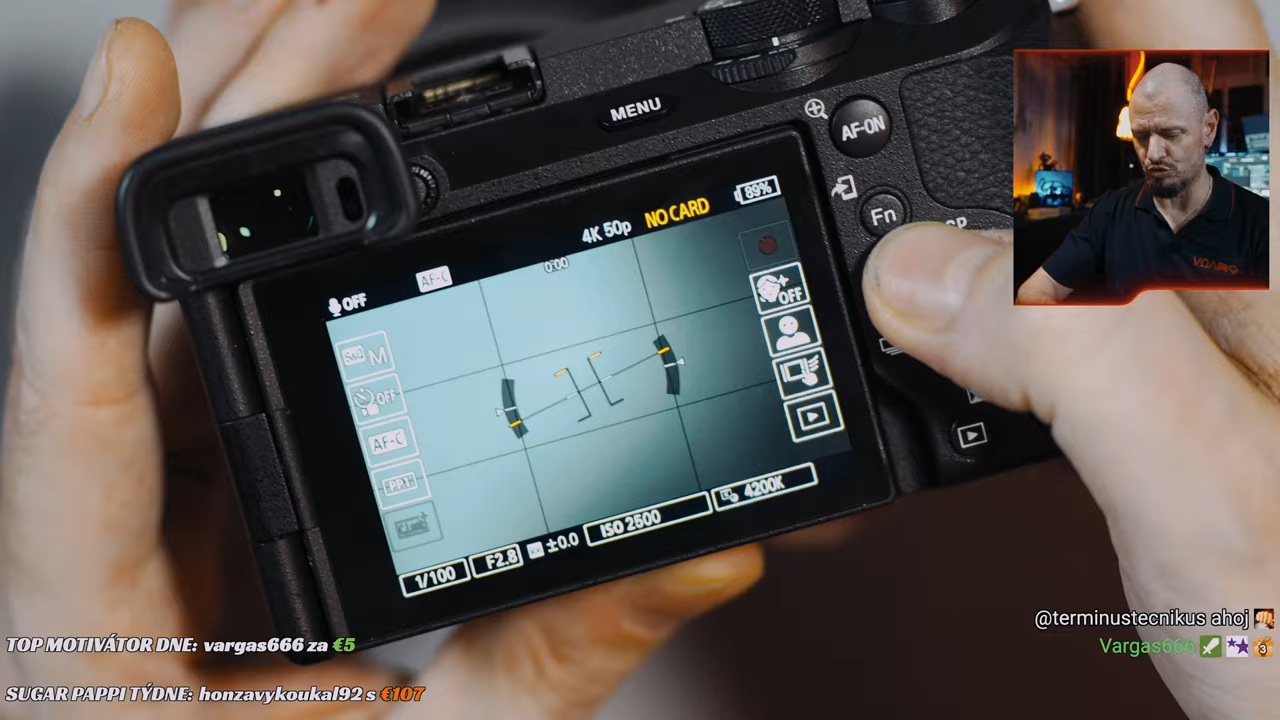 MENU
AF-ON
Fn
89%
4K 50p NO CARD
AF-C
0:00
OFF
OFF
M
OFF
AF-C
PP1
4200K
ISO 2500
±0.0
F2.8
1/100
@terminustecnikus ahoj
TOP MOTIVÁTOR DNE: vargas666 za €5
Vargas666
SUGAR PAPPI TÝDNE: honzavykoukal92 s €107